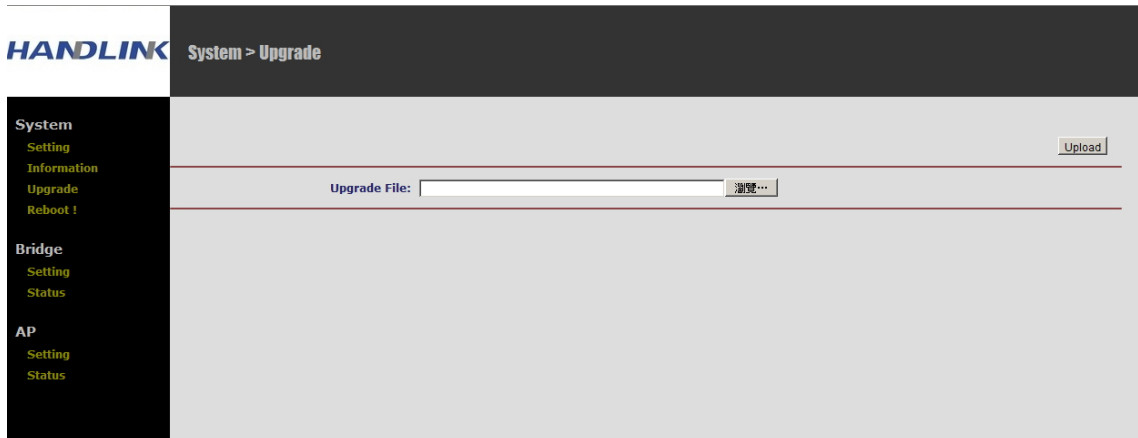 HANDLINK
System > Upgrade
System
Setting
Information
Upgrade
Reboot !
Bridge
Setting
Status
AP
Setting
Status
Upload
Upgrade File:
瀏覽…